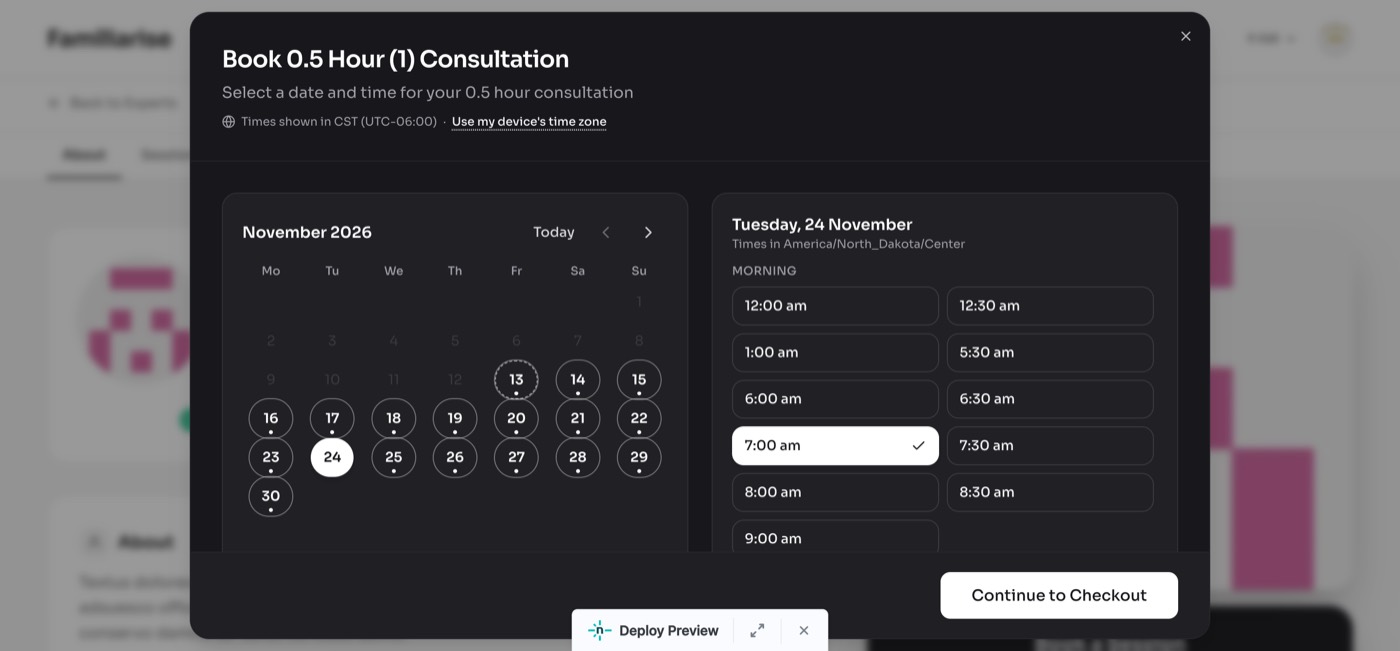 Familiarise
Back to Experts
About
Book 0.5 Hour (1) Consultation
Select a date and time for your 0.5 hour consultation
Times shown in CST (UTC-06:00) · Use my device's time zone
November 2026
Today
Mo Tu We Th Fr Sa Su
1
2 3 4 5 6 7 8
9 10 11 12 13 14 15
16 17 18 19 20 21 22
23 24 25 26 27 28 29
30
Tuesday, 24 November
Times in America/North_Dakota/Center
MORNING
12:00 am 12:30 am
1:00 am 5:30 am
6:00 am 6:30 am
7:00 am 7:30 am
8:00 am 8:30 am
9:00 am
Continue to Checkout
About
Deploy Preview